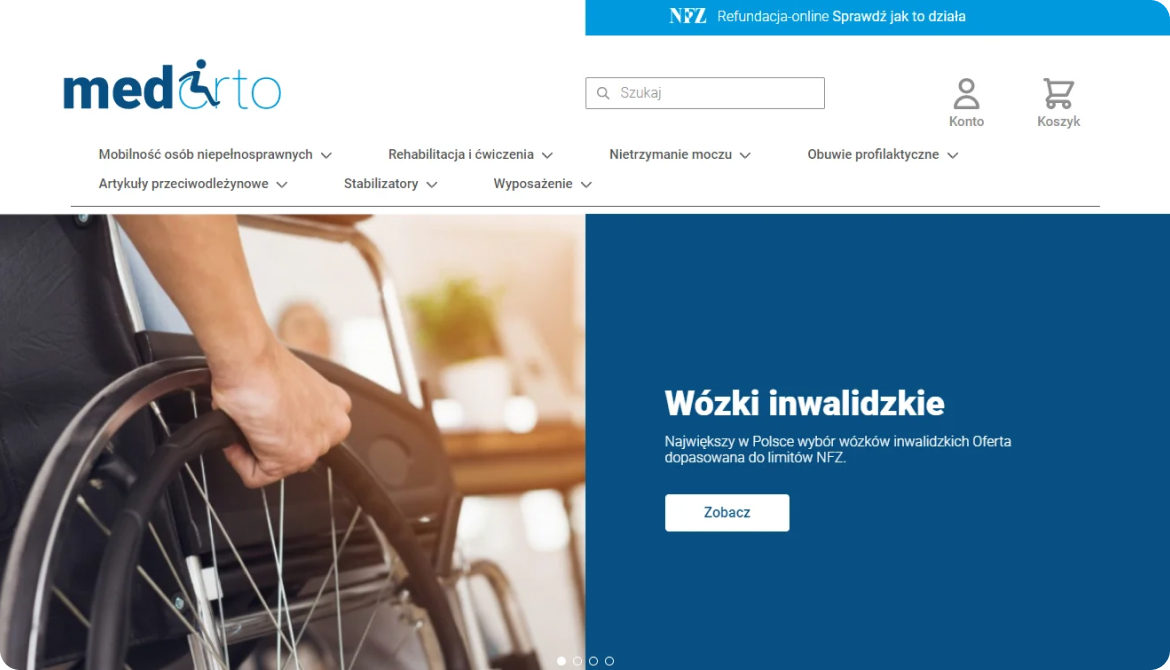 NFZ Refundacja-online Sprawdź jak to działa
medorto
Szukaj
Konto
Koszyk
Mobilność osób niepełnosprawnych
Rehabilitacja i ćwiczenia
Nietrzymanie moczu
Obuwie profilaktyczne
Artykuły przeciwodleżynowe
Stabilizatory
Wyposażenie
Wózki inwalidzkie
Największy w Polsce wybór wózków inwalidzkich Oferta
dopasowana do limitów NFZ.
Zobacz